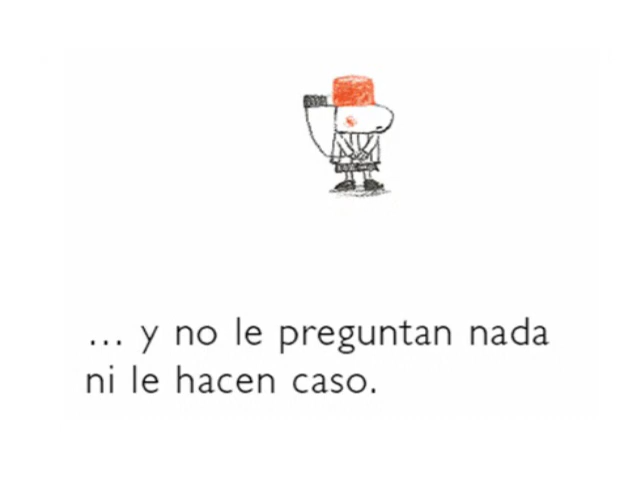 ... y no le preguntan nada
ni le hacen caso.